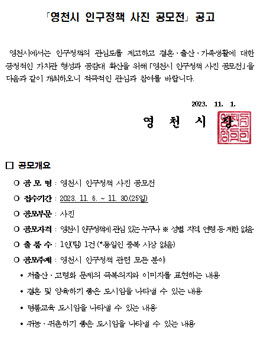 「영천시 인구정책 사진 공모전」 공고
영천시에서는 인구정책의 관심도를 제고하고 결혼·출산·가족생활에 대한
긍정적인 가치관 형성과 공감대 확산을 위해 「영천시 인구정책 사진 공모전」을
다음과 같이 개최하오니 적극적인 관심과 참여를 바랍니다.
2023. 11. 1.
영 천 시 장
□ 공모개요
❍ 공 모 명 : 영천시 인구정책 사진 공모전
❍ 접수기간 : 2023. 11. 6. ~ 11. 30.(25일)
❍ 공모부문 : 사진
❍ 공모자격 : 영천시 인구정책에 관심 있는 누구나 ※ 성별, 지역, 연령 등 제한 없음
❍ 출 품 수 : 1인(팀) 1건 (*동일인 중복 시상 없음)
❍ 공모주제 : 영천시 인구정책 관련 모든 분야
• 저출산·고령화 문제의 극복의지와 이미지를 표현하는 내용
• 결혼 및 양육하기 좋은 도시임을 나타낼 수 있는 내용
• 명품교육 도시임을 나타낼 수 있는 내용
• 귀농·귀촌하기 좋은 도시임을 나타낼 수 있는 내용